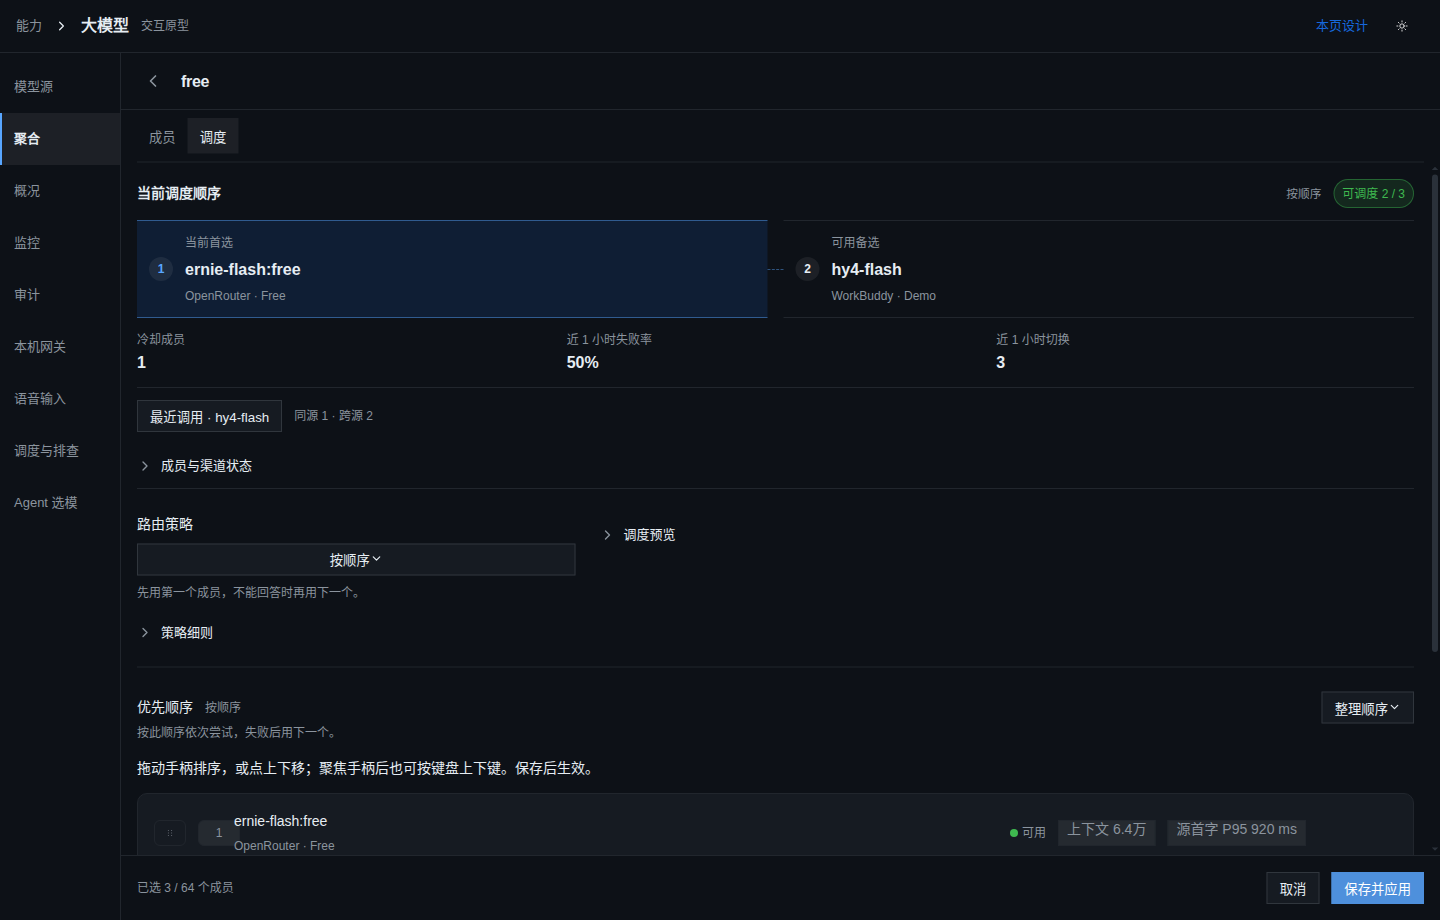 能力 大模型 交互原型 本页设计
模型源
聚合
概况
监控
审计
本机网关
语音输入
调度与排查
Agent 选模
free
成员 调度
当前调度顺序 按顺序 可调度 2 / 3
当前首选
1 ernie-flash:free
OpenRouter · Free
可用备选
2 hy4-flash
WorkBuddy · Demo
冷却成员 近 1 小时失败率 近 1 小时切换
1 50% 3
最近调用 · hy4-flash 同源 1 · 跨源 2
成员与渠道状态
路由策略
按顺序
先用第一个成员，不能回答时再用下一个。
调度预览
策略细则
优先顺序 按顺序 整理顺序
按此顺序依次尝试，失败后用下一个。
拖动手柄排序，或点上下移；聚焦手柄后也可按键盘上下键。保存后生效。
1 ernie-flash:free 可用 上下文 6.4万 源首字 P95 920 ms
OpenRouter · Free
已选 3 / 64 个成员 取消 保存并应用